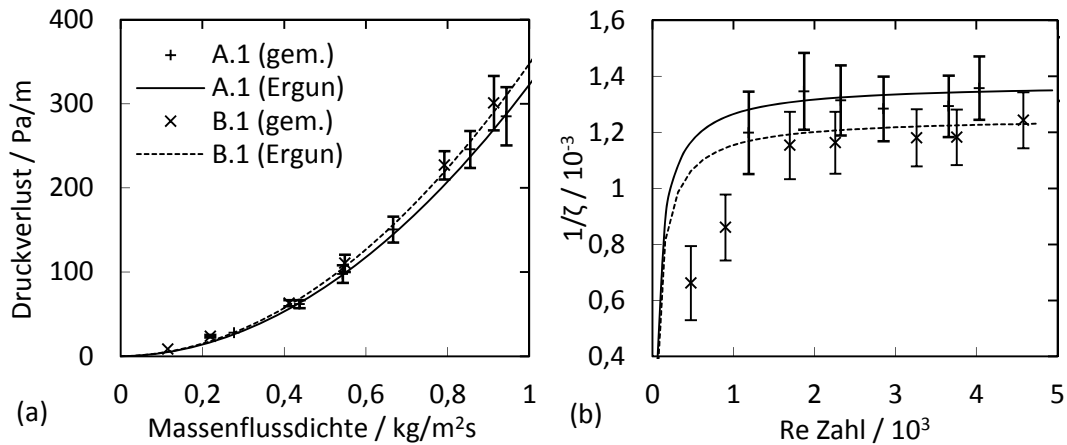 400
300
200
100
0
Druckverlust / Pa/m
A.1 (gem.)
A.1 (Ergun)
B.1 (gem.)
B.1 (Ergun)
0 0,2 0,4 0,6 0,8 1
(a) Massenflussdichte / kg/m²s
1,6
1,4
1,2
1
0,8
0,6
0,4
1/ζ / 10⁻³
0 1 2 3 4 5
(b) Re Zahl / 10³